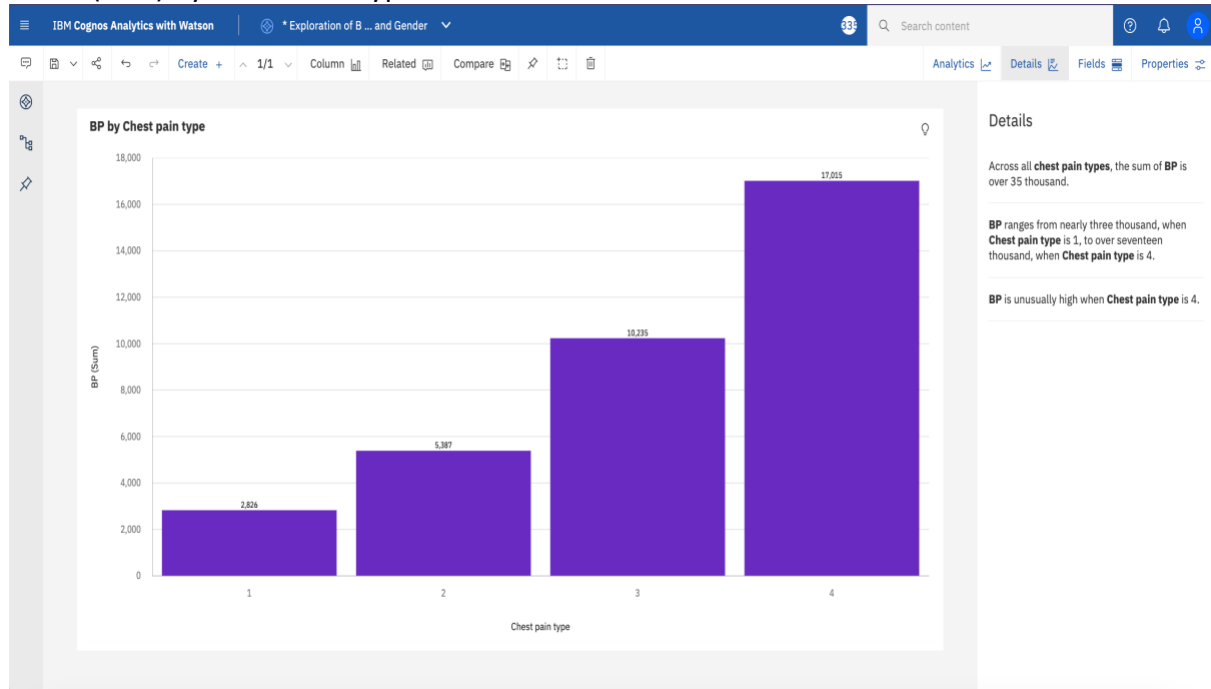 IBM Cognos Analytics with Watson
* Exploration of B ... and Gender
Search content
Create +
1/1
Column
Related
Compare
Analytics
Details
Fields
Properties
BP by Chest pain type
18,000
16,000
14,000
12,000
10,000
8,000
6,000
4,000
2,000
0
BP (Sum)
2,826
5,387
10,235
17,015
1
2
3
4
Chest pain type
Details
Across all chest pain types, the sum of BP is
over 35 thousand.
BP ranges from nearly three thousand, when
Chest pain type is 1, to over seventeen
thousand, when Chest pain type is 4.
BP is unusually high when Chest pain type is 4.